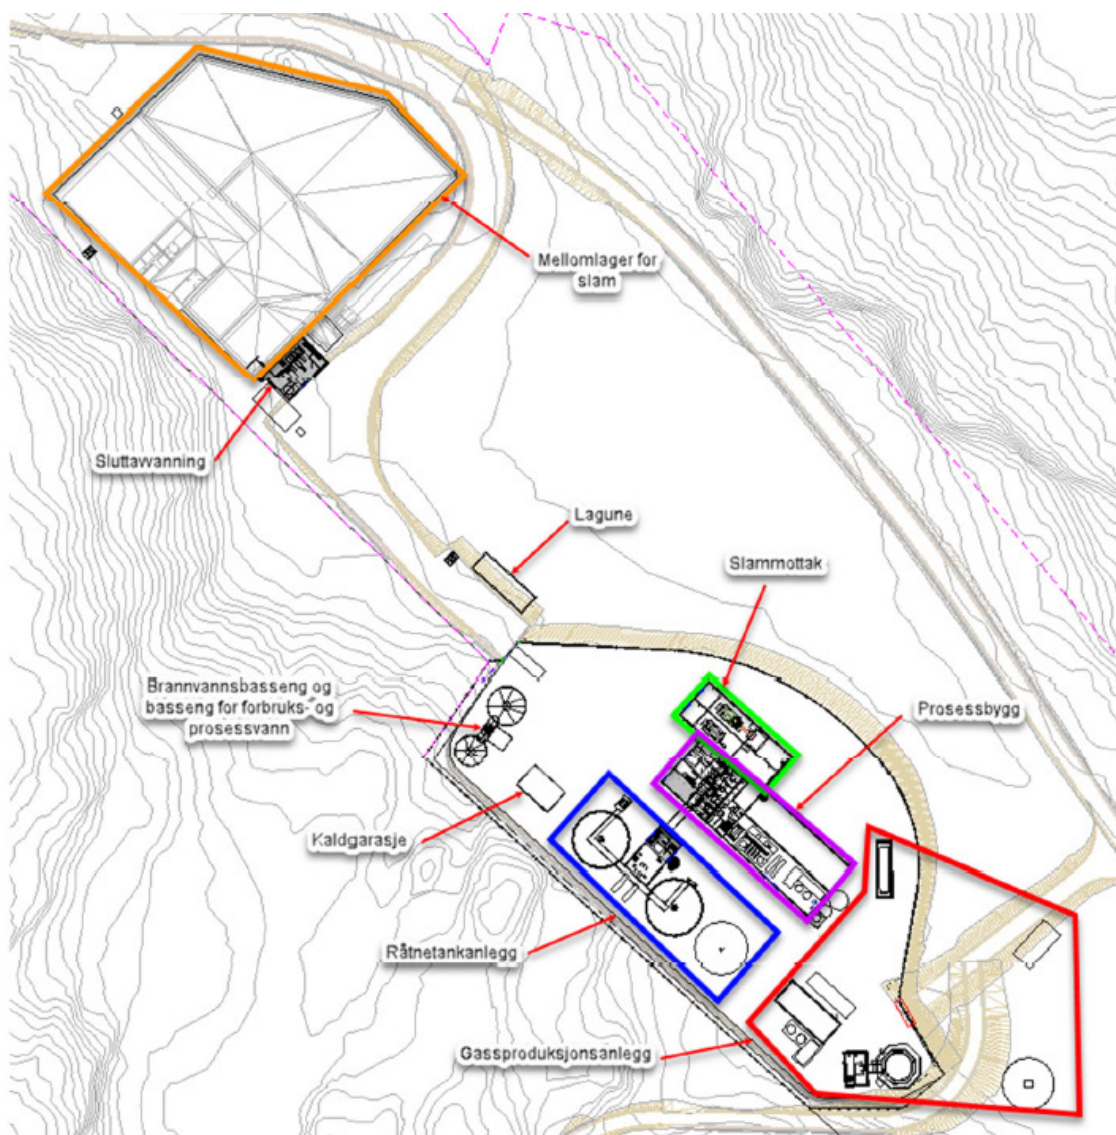 Mellomlager for
slam
Sluttavvanning
Lagune
Slammottak
Brannvannsbasseng og
basseng for forbruks- og
prosessvann
Prosessbygg
Kaldgarasje
Råtnetankanlegg
Gassproduksjonsanlegg